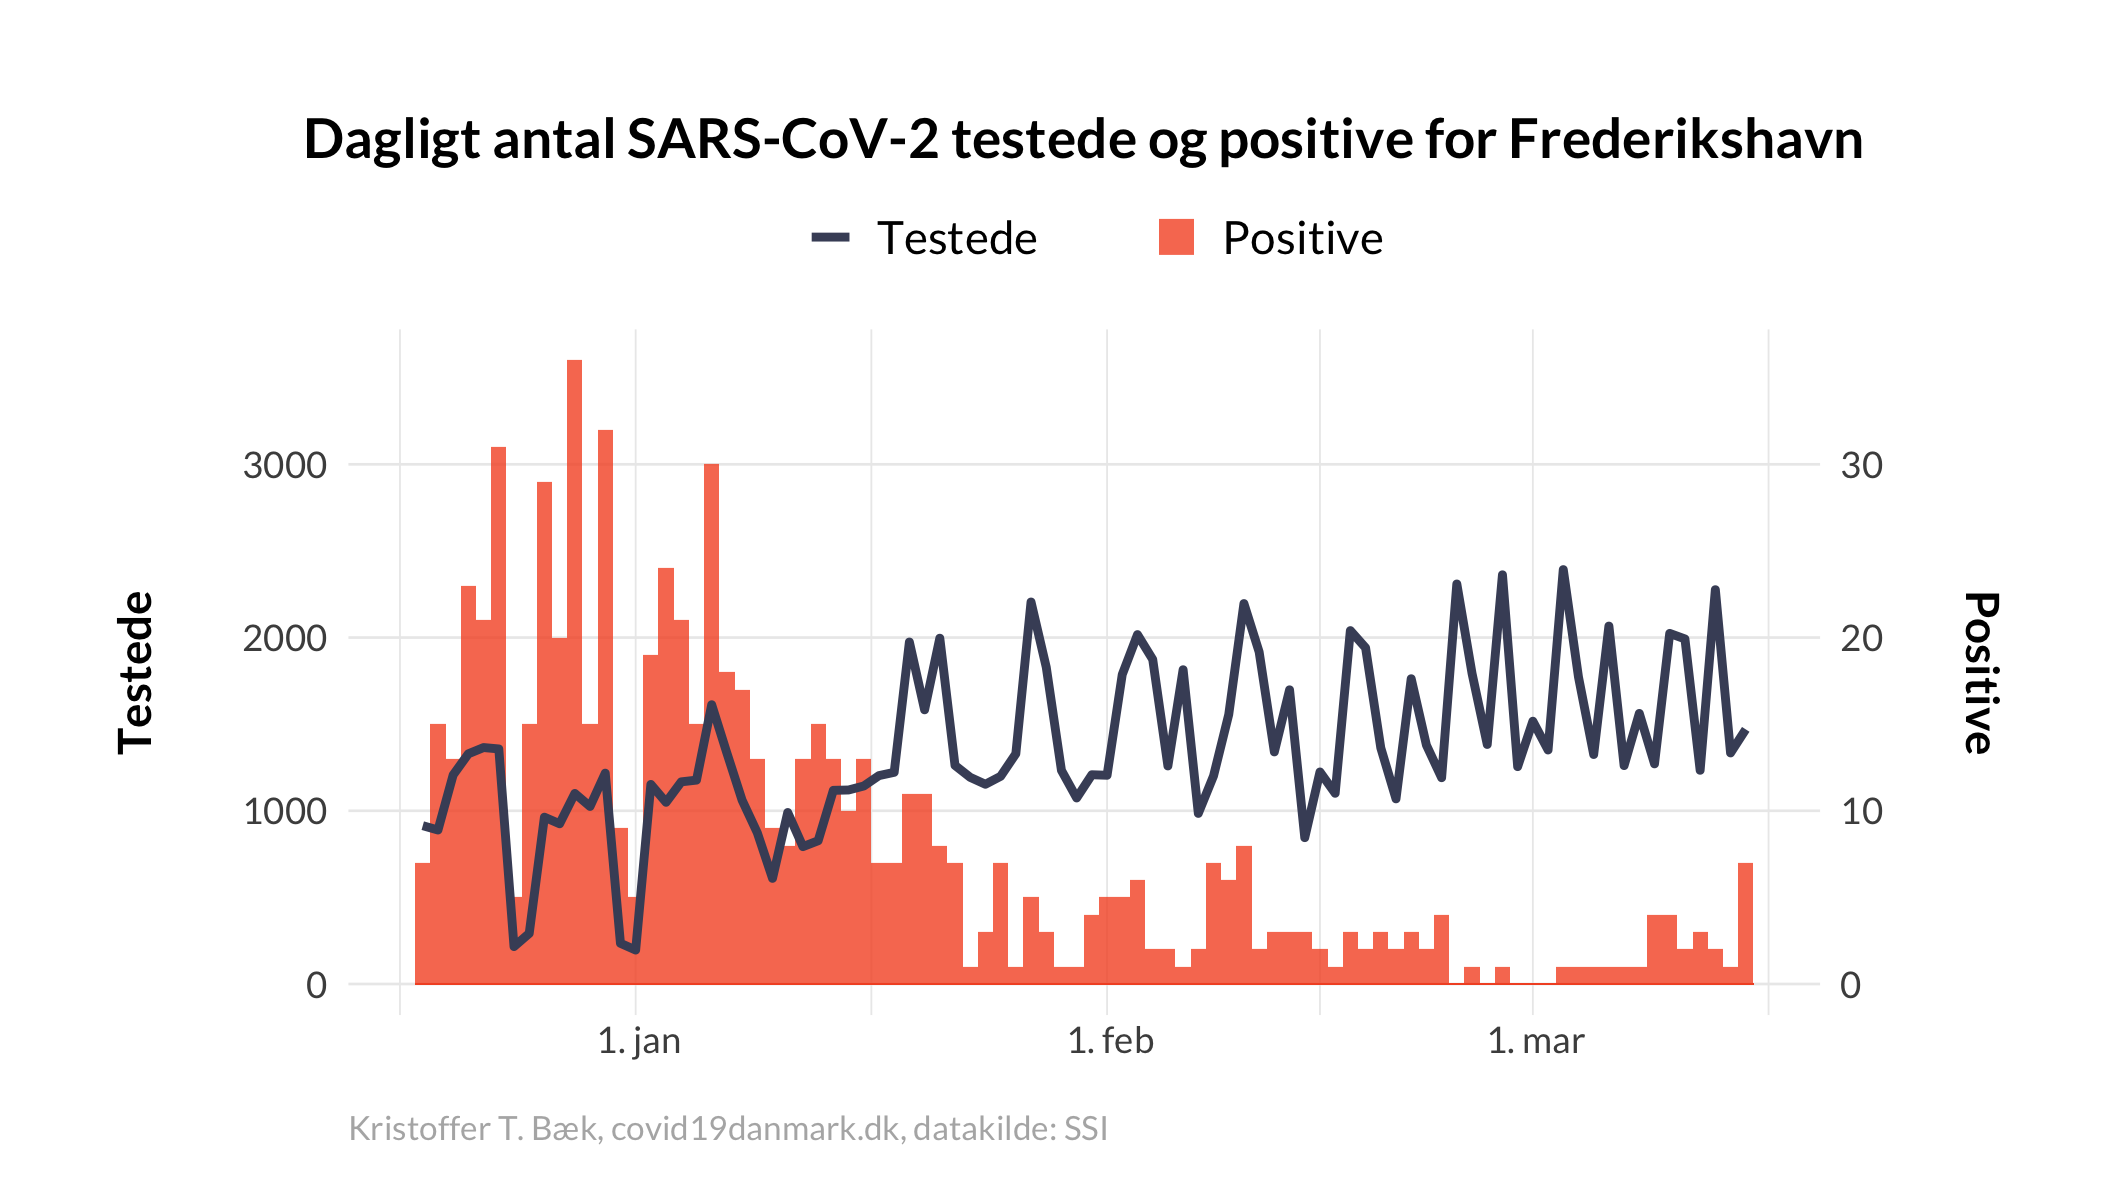 Dagligt antal SARS-CoV-2 testede og positive for Frederikshavn
Testede Positive
3000 30
2000 20
1000 10
0 0
Testede
Positive
1. jan 1. feb 1. mar
Kristoffer T. Bæk, covid19danmark.dk, datakilde: SSI